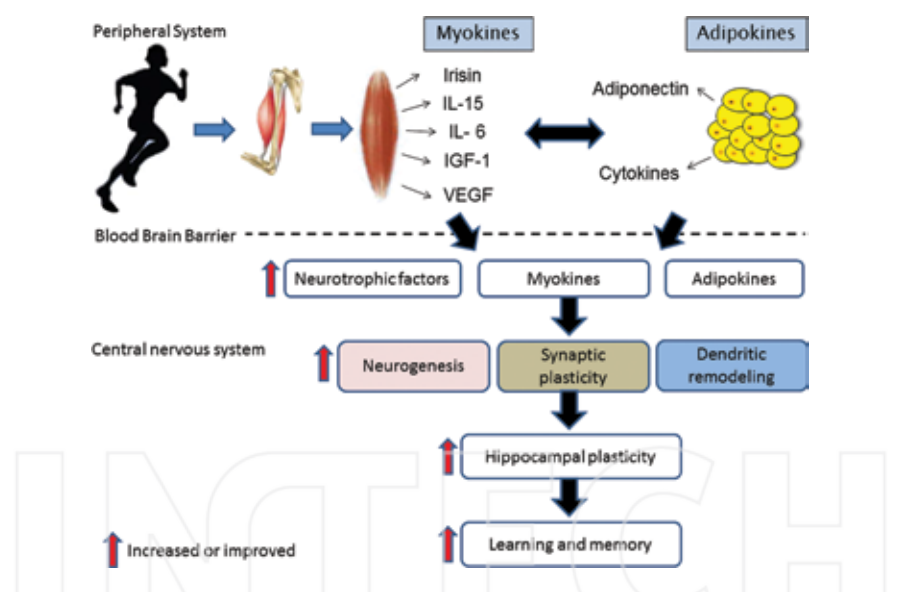 Peripheral System
Myokines
Adipokines
Irisin
IL-15
IL- 6
IGF-1
VEGF
Adiponectin
Cytokines
Blood Brain Barrier
Neurotrophic factors
Myokines
Adipokines
Central nervous system
Neurogenesis
Synaptic
plasticity
Dendritic
remodeling
Hippocampal plasticity
Learning and memory
Increased or improved
INTECH